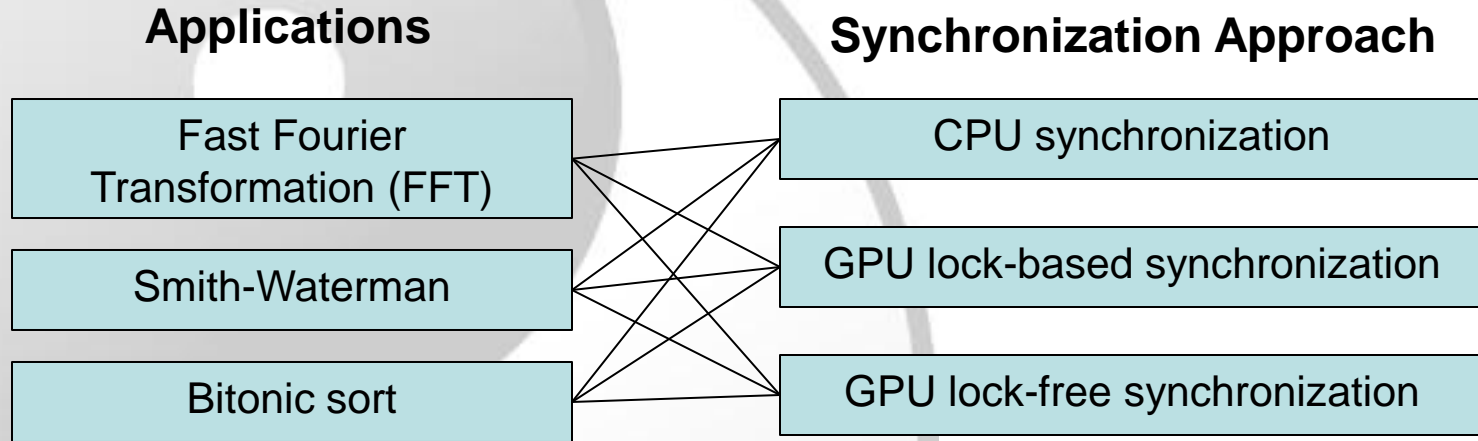 Applications
Synchronization Approach
Fast Fourier
Transformation (FFT)
Smith-Waterman
Bitonic sort
CPU synchronization
GPU lock-based synchronization
GPU lock-free synchronization